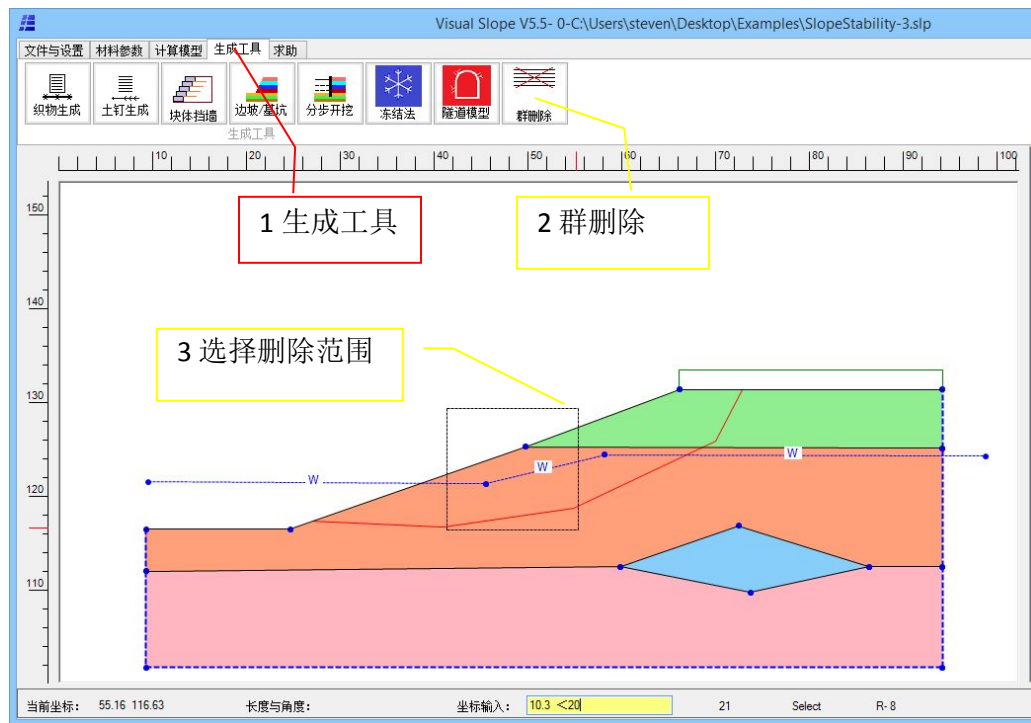 Visual Slope V5.5- 0-C:\Users\steven\Desktop\Examples\SlopeStability-3.slp
文件与设置 材料参数 计算模型 生成工具 求助
织物生成 土钉生成 块体挡墙 边坡/基坑 分步开挖 冻结法 隧道模型 群删除
生成工具
10 20 30 40 50 60 70 80 90 100
150
1 生成工具
2 群删除
140
3 选择删除范围
130
W
W
W
120
110
当前坐标: 55.16 116.63 长度与角度: 坐标输入: 10.3 <20 21 Select R- 8